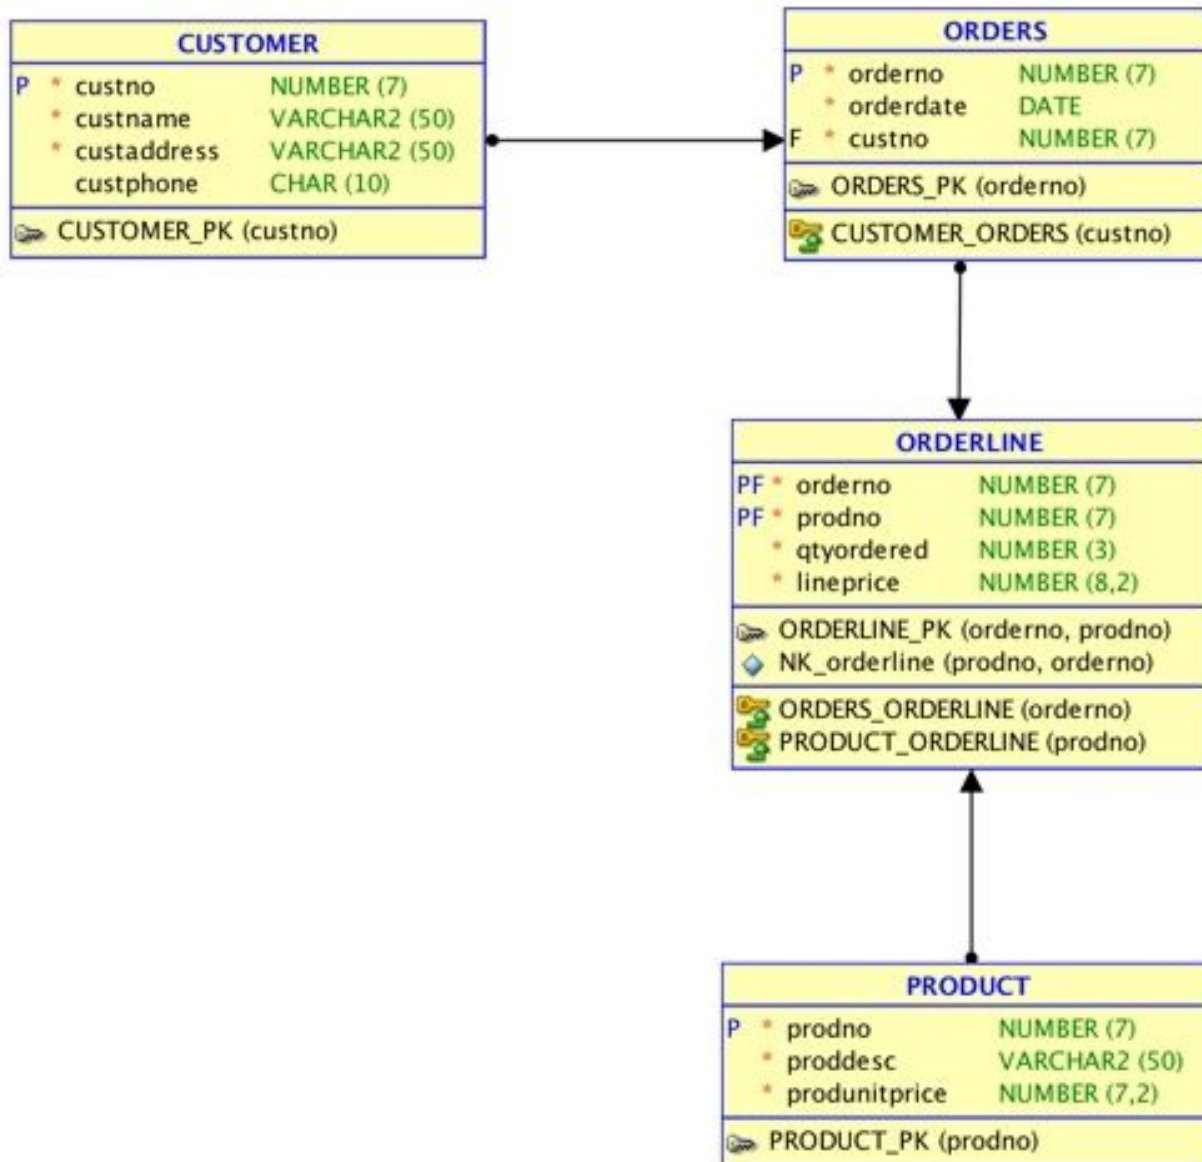 CUSTOMER
P * custno NUMBER (7)
* custname VARCHAR2 (50)
* custaddress VARCHAR2 (50)
custphone CHAR (10)
CUSTOMER_PK (custno)
ORDERS
P * orderno NUMBER (7)
* orderdate DATE
F * custno NUMBER (7)
ORDERS_PK (orderno)
CUSTOMER_ORDERS (custno)
ORDERLINE
PF * orderno NUMBER (7)
PF * prodno NUMBER (7)
* qtyordered NUMBER (3)
* lineprice NUMBER (8,2)
ORDERLINE_PK (orderno, prodno)
NK_orderline (prodno, orderno)
ORDERS_ORDERLINE (orderno)
PRODUCT_ORDERLINE (prodno)
PRODUCT
P * prodno NUMBER (7)
* proddesc VARCHAR2 (50)
* produnitprice NUMBER (7,2)
PRODUCT_PK (prodno)